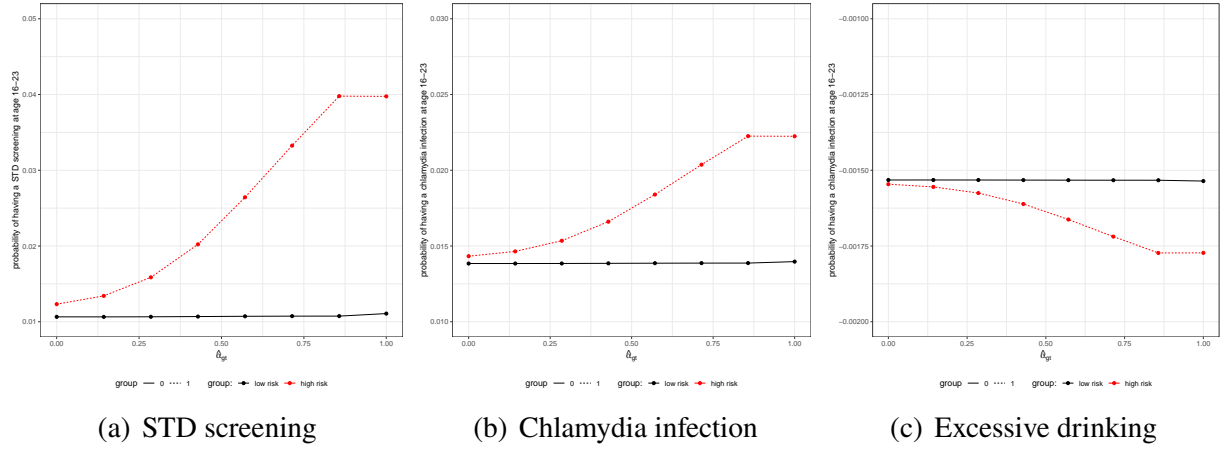 probability of having a STD screening at age 16−23
0.05
0.04
0.03
0.02
0.01
0.00 0.25 0.50 0.75 1.00
α̂gt
group 0 1 group: low risk high risk
(a) STD screening
probability of having a chlamydia infection at age 16−23
0.030
0.025
0.020
0.015
0.010
0.00 0.25 0.50 0.75 1.00
α̂gt
group 0 1 group: low risk high risk
(b) Chlamydia infection
probability of having a chlamydia infection at age 16−23
−0.00100
−0.00125
−0.00150
−0.00175
−0.00200
0.00 0.25 0.50 0.75 1.00
α̂gt
group 0 1 group: low risk high risk
(c) Excessive drinking